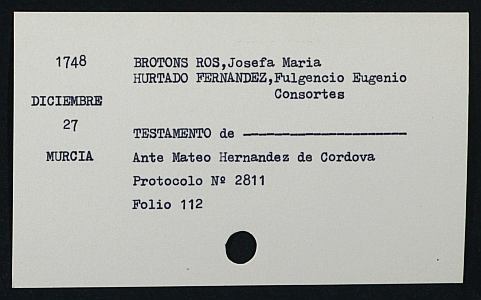 1748
BROTONS ROS,Josefa Maria
HURTADO FERNANDEZ,Fulgencio Eugenio
Consortes
DICIEMBRE
27
TESTAMENTO de ---------------------
MURCIA
Ante Mateo Hernandez de Cordova
Protocolo Nº 2811
Folio 112